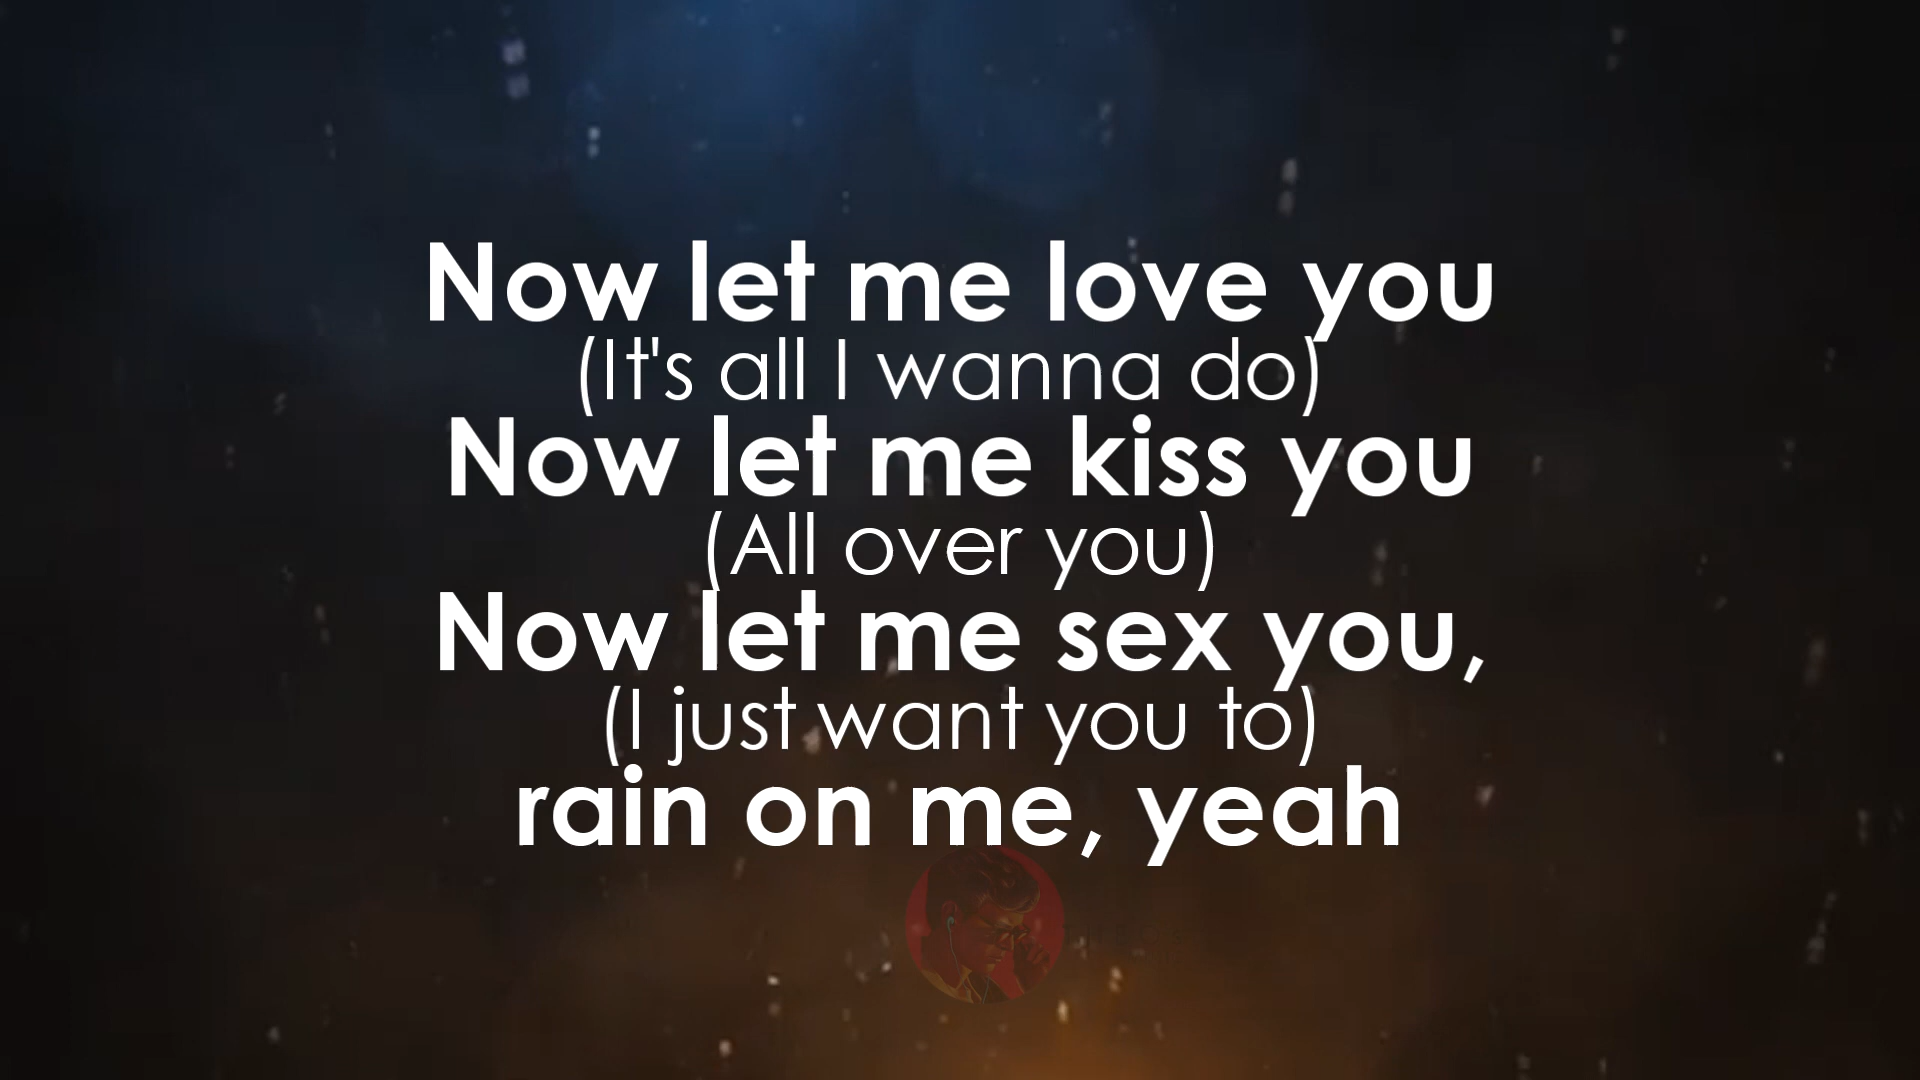 Now let me love you
(It's all I wanna do)
Now let me kiss you
(All over you)
Now let me sex you,
(I just want you to)
rain on me, yeah